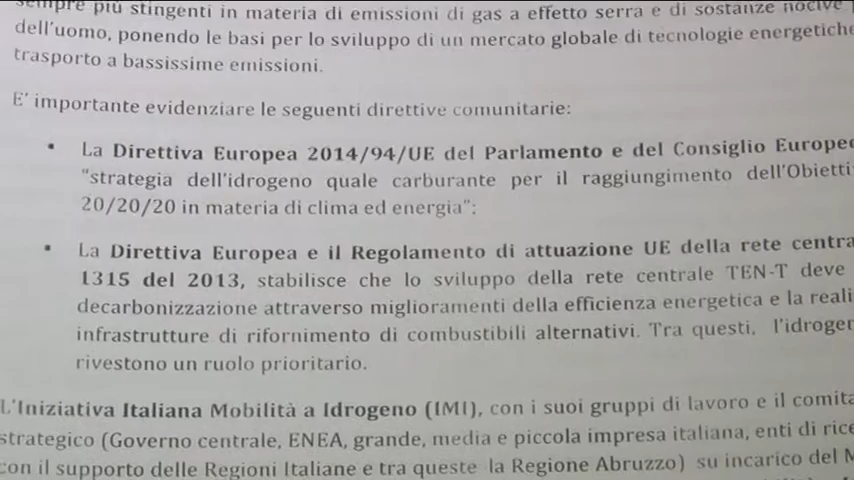 sempre più stingenti in materia di emissioni di gas a effetto serra e di sostanze nocive
dell'uomo, ponendo le basi per lo sviluppo di un mercato globale di tecnologie energetiche
trasporto a bassissime emissioni.
E' importante evidenziare le seguenti direttive comunitarie:
▪ La Direttiva Europea 2014/94/UE del Parlamento e del Consiglio Europeo
"strategia dell'idrogeno quale carburante per il raggiungimento dell'Obietti
20/20/20 in materia di clima ed energia";
▪ La Direttiva Europea e il Regolamento di attuazione UE della rete centra
1315 del 2013, stabilisce che lo sviluppo della rete centrale TEN-T deve
decarbonizzazione attraverso miglioramenti della efficienza energetica e la reali
infrastrutture di rifornimento di combustibili alternativi. Tra questi, l'idrogen
rivestono un ruolo prioritario.
L'Iniziativa Italiana Mobilità a Idrogeno (IMI), con i suoi gruppi di lavoro e il comita
strategico (Governo centrale, ENEA, grande, media e piccola impresa italiana, enti di rice
con il supporto delle Regioni Italiane e tra queste la Regione Abruzzo) su incarico del M